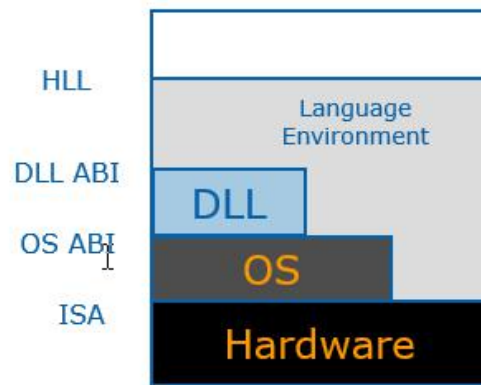 HLL
Language
Environment
DLL ABI
DLL
OS ABI
OS
ISA
Hardware